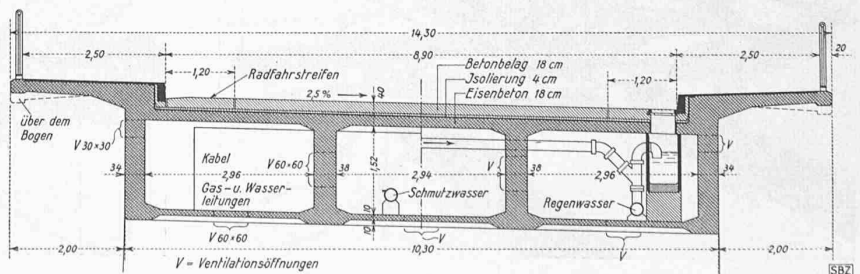 14,30
2,50
8,90
2,50
20
1,20
Radfahrstreifen
Betonbelag 18 cm
Isolierung 4 cm
Eisenbeton 18 cm
1,20
2,5 %
40
über dem
Bogen
V 30×30
34
2,96
Kabel
Gas-u. Wasser-
leitungen
V 60×60
38
1,52
2,94
Schmutzwasser
V
38
2,96
Regenwasser
V
34
10
10
V 60×60
V
V
2,00
10,30
2,00
V = Ventilationsöffnungen
SBZ